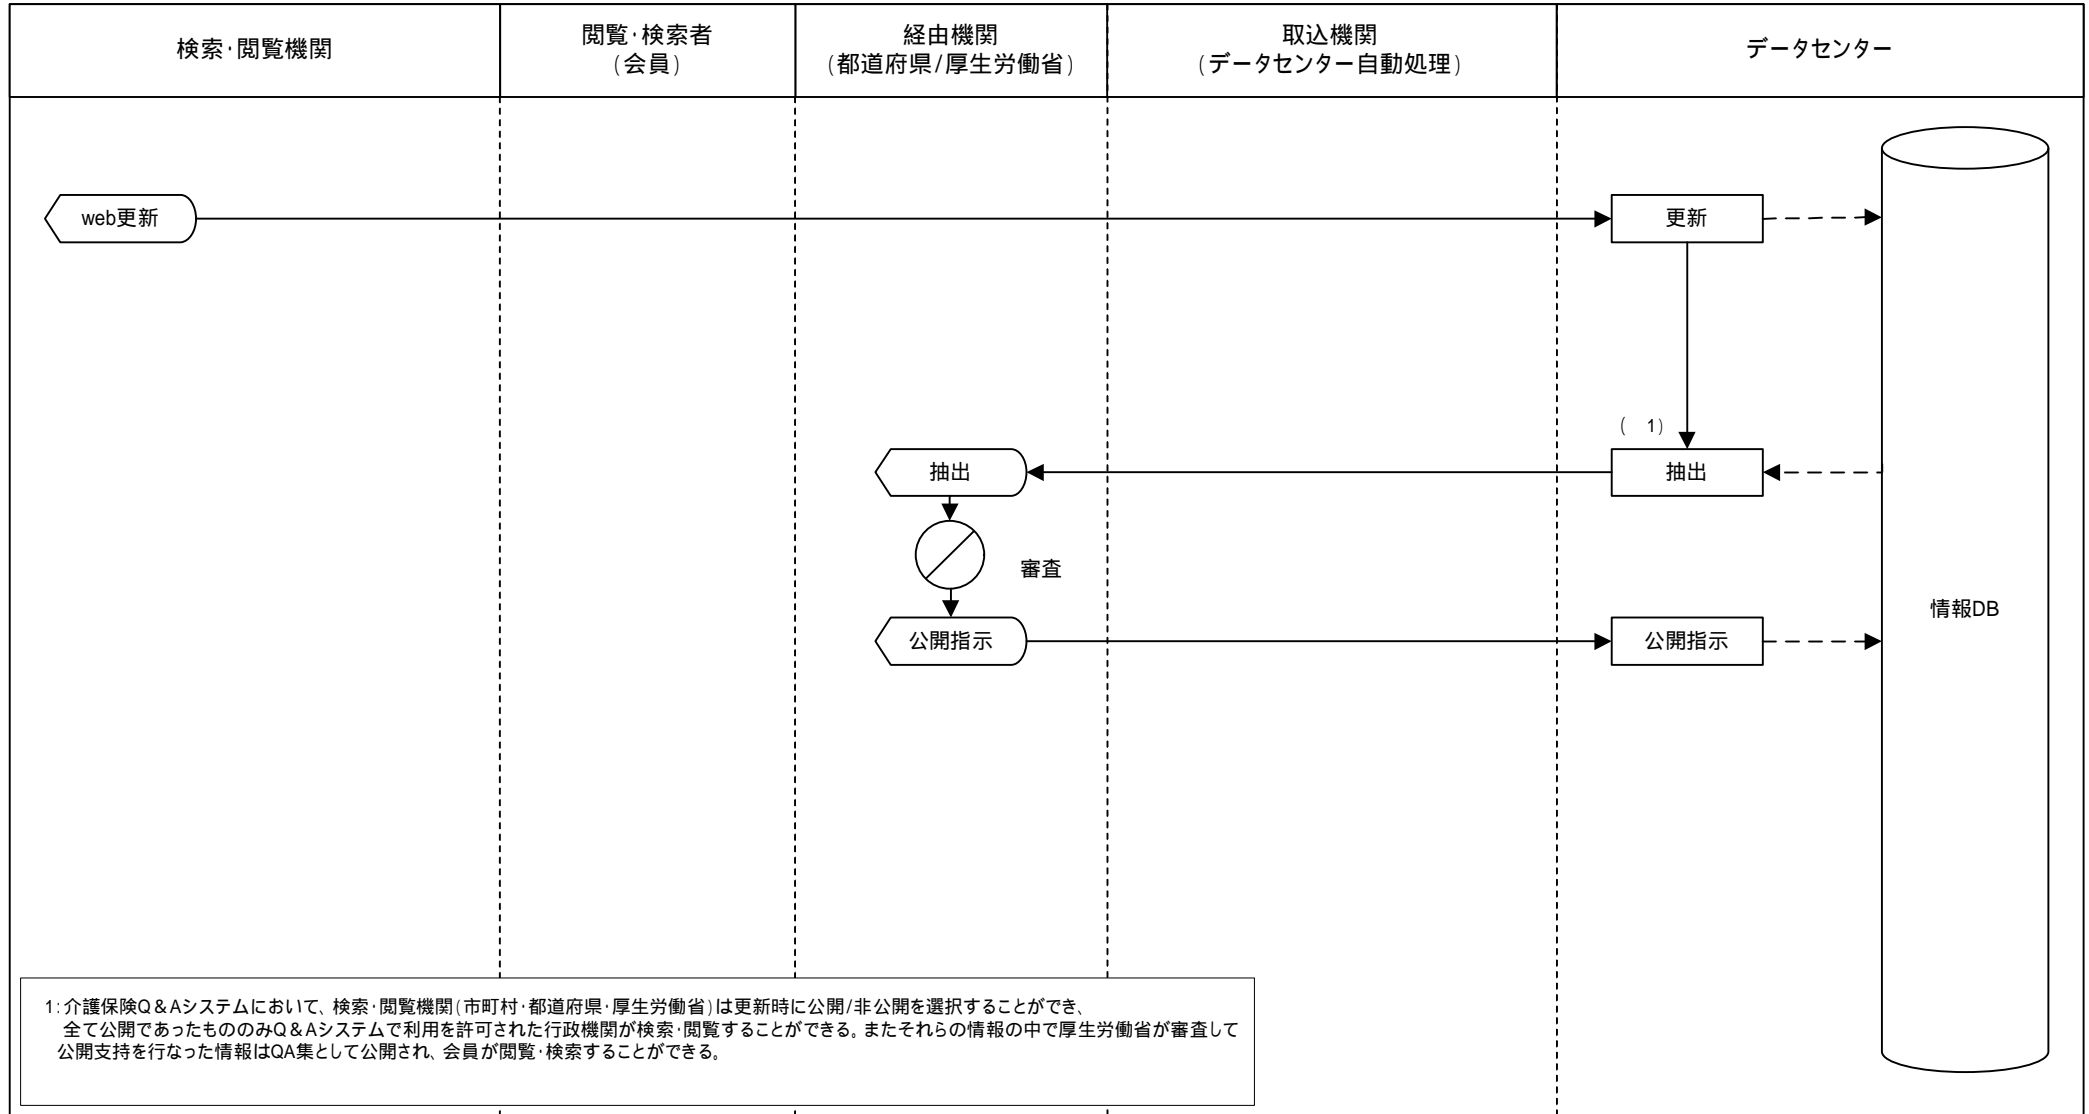 検索･閲覧機関
閲覧･検索者
(会員)
経由機関
(都道府県/厚生労働省)
取込機関
(データセンター自動処理)
データセンター
web更新
更新
( 1)
抽出
抽出
審査
情報DB
公開指示
公開指示
1:介護保険Q＆Aシステムにおいて、検索･閲覧機関(市町村･都道府県･厚生労働省)は更新時に公開/非公開を選択することができ、
全て公開であったもののみQ＆Aシステムで利用を許可された行政機関が検索･閲覧することができる。またそれらの情報の中で厚生労働省が審査して
公開支持を行なった情報はQA集として公開され、会員が閲覧･検索することができる。